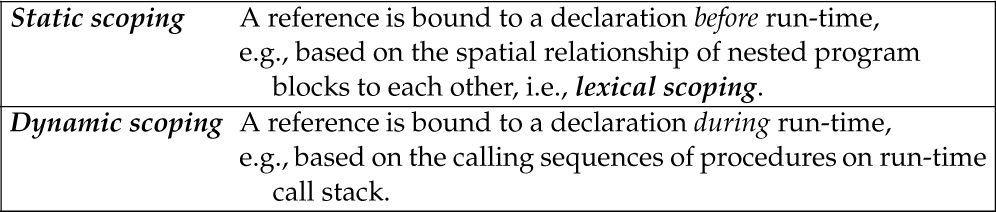 Static scoping A reference is bound to a declaration before run-time,
e.g., based on the spatial relationship of nested program
blocks to each other, i.e., lexical scoping.
Dynamic scoping A reference is bound to a declaration during run-time,
e.g., based on the calling sequences of procedures on run-time
call stack.